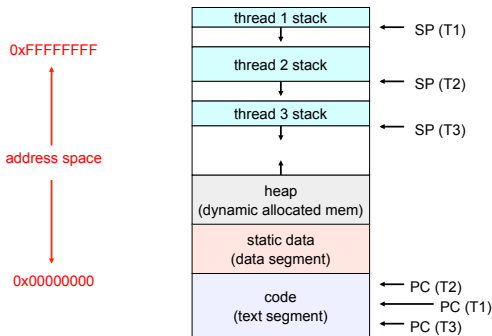 thread 1 stack
SP (T1)
0xFFFFFFFF
thread 2 stack
SP (T2)
thread 3 stack
SP (T3)
address space
heap
(dynamic allocated mem)
static data
(data segment)
0x00000000
PC (T2)
code
(text segment)
PC (T1)
PC (T3)